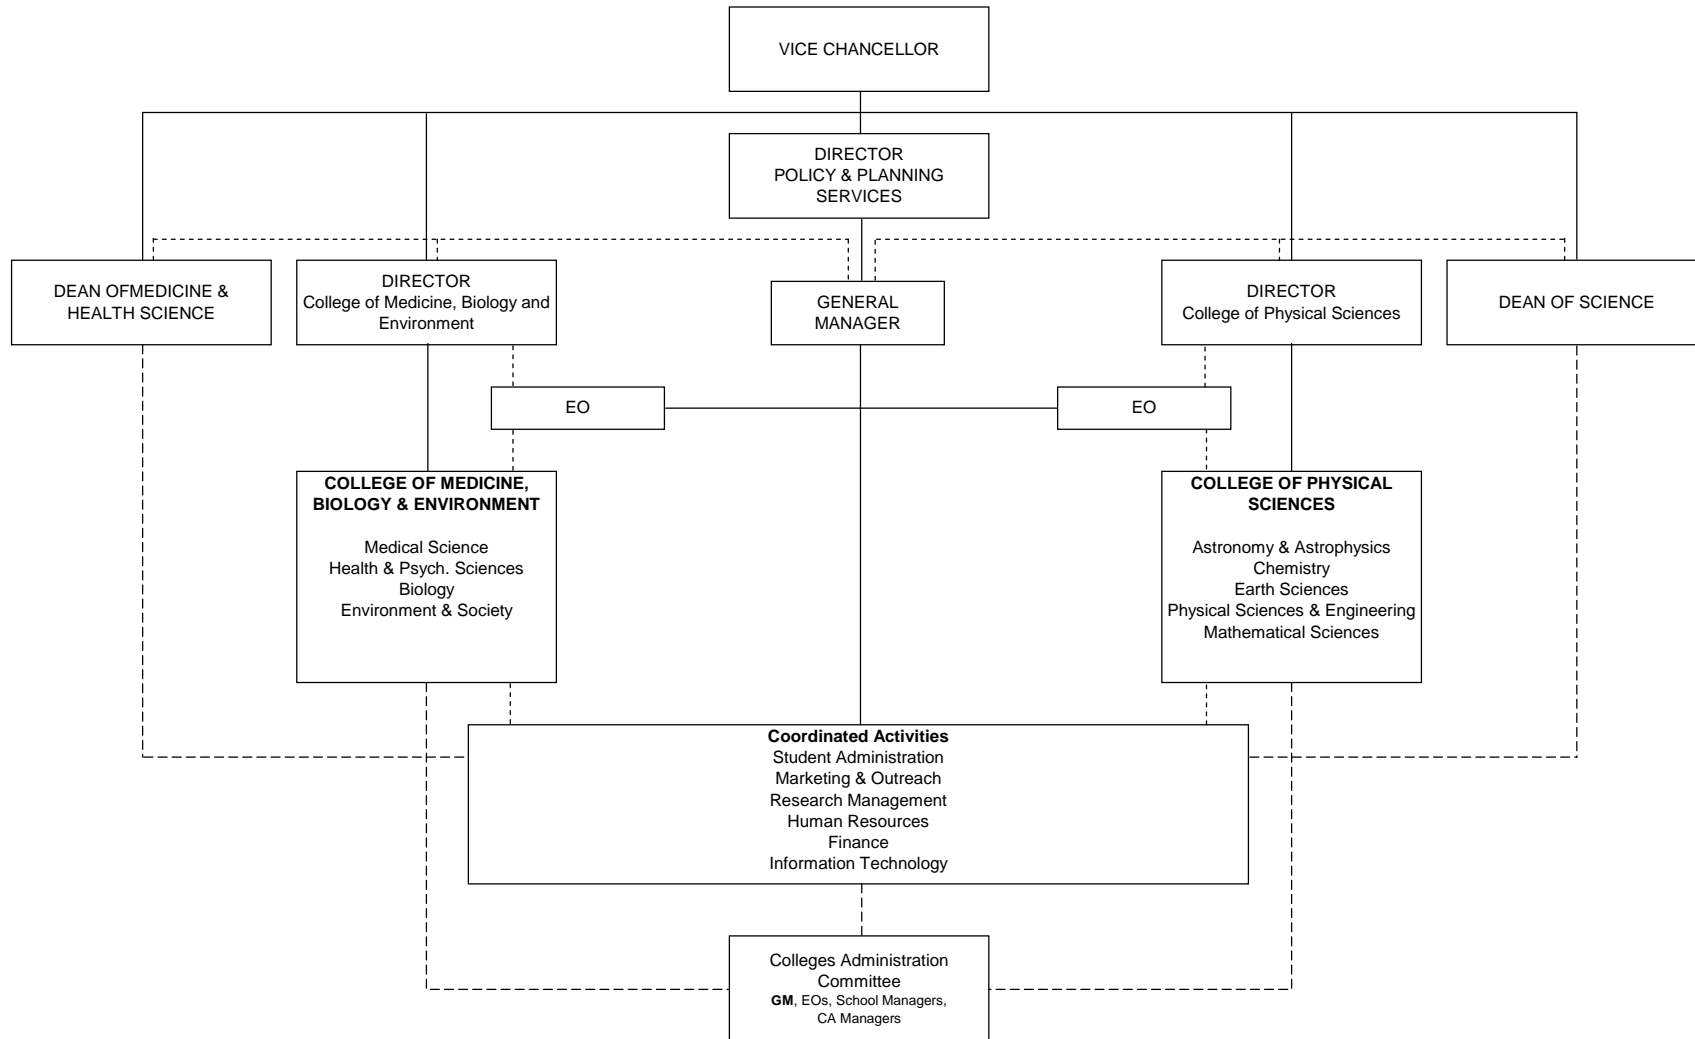 VICE CHANCELLOR
DIRECTOR
POLICY & PLANNING
SERVICES
DEAN OFMEDICINE &
HEALTH SCIENCE
DIRECTOR
College of Medicine, Biology and
Environment
GENERAL
MANAGER
DIRECTOR
College of Physical Sciences
DEAN OF SCIENCE
EO
EO
COLLEGE OF MEDICINE,
BIOLOGY & ENVIRONMENT
Medical Science
Health & Psych. Sciences
Biology
Environment & Society
COLLEGE OF PHYSICAL
SCIENCES
Astronomy & Astrophysics
Chemistry
Earth Sciences
Physical Sciences & Engineering
Mathematical Sciences
Coordinated Activities
Student Administration
Marketing & Outreach
Research Management
Human Resources
Finance
Information Technology
Colleges Administration
Committee
GM, EOs, School Managers,
CA Managers